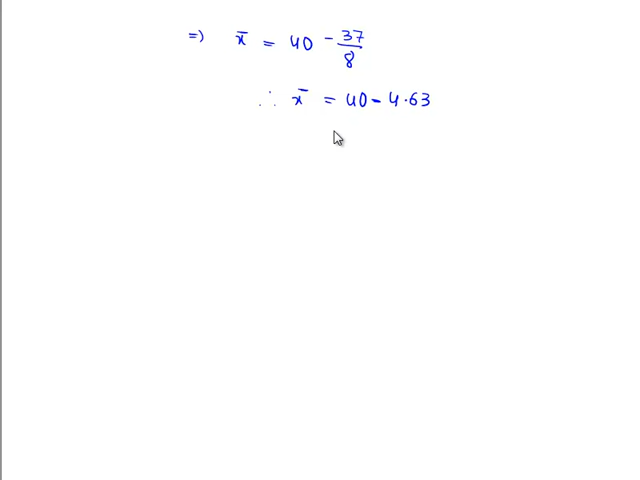 =) x̄ = 40 - 37/8
∴ x̄ = 40 - 4.63